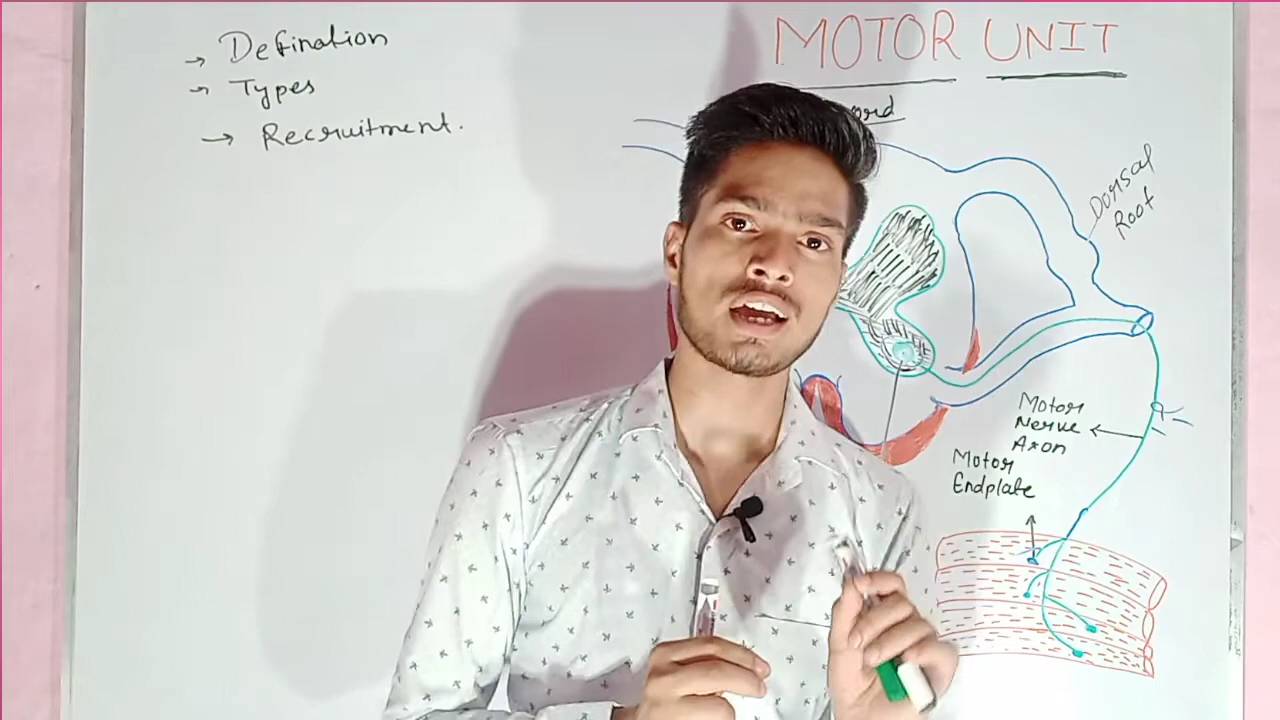 → Defination
→ Types
→ Recruitment.
MOTOR UNIT
Dorsal
Root
Motor
Nerve
Axon
Motor
Endplate